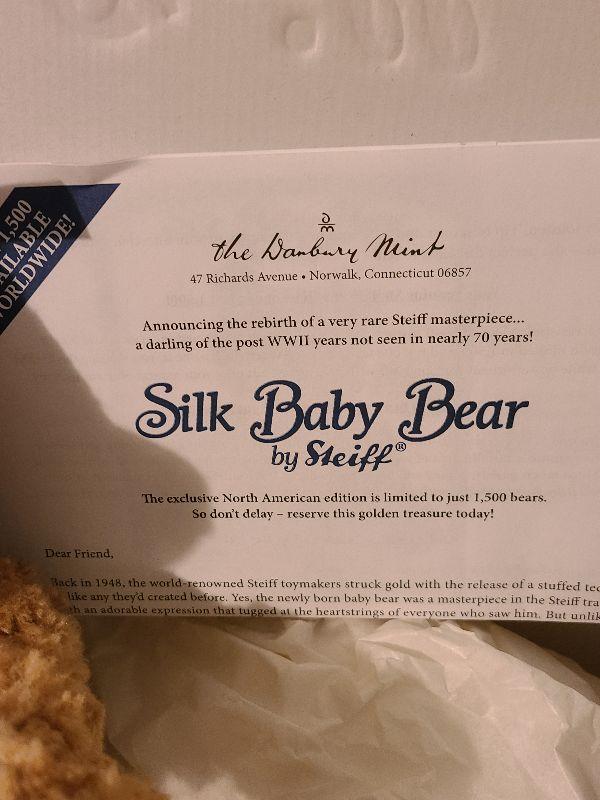 1,500
WORLDWIDE!
the Danbury Mint
47 Richards Avenue • Norwalk, Connecticut 06857
Announcing the rebirth of a very rare Steiff masterpiece...
a darling of the post WWII years not seen in nearly 70 years!
Silk Baby Bear
by Steiff®
The exclusive North American edition is limited to just 1,500 bears.
So don't delay – reserve this golden treasure today!
Dear Friend,
Back in 1948, the world-renowned Steiff toymakers struck gold with the release of a stuffed
like any they'd created before. Yes, the newly born baby bear was a masterpiece in the Steiff
an adorable expression that tugged at the heartstrings of everyone who saw him. But